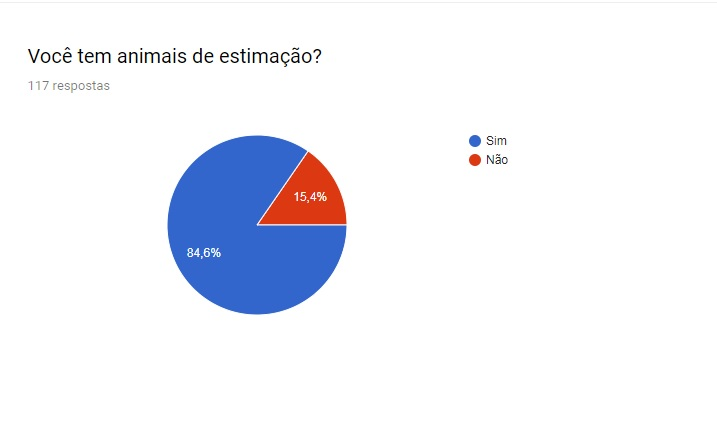 Você tem animais de estimação?
117 respostas
Sim
Não
15,4%
84,6%